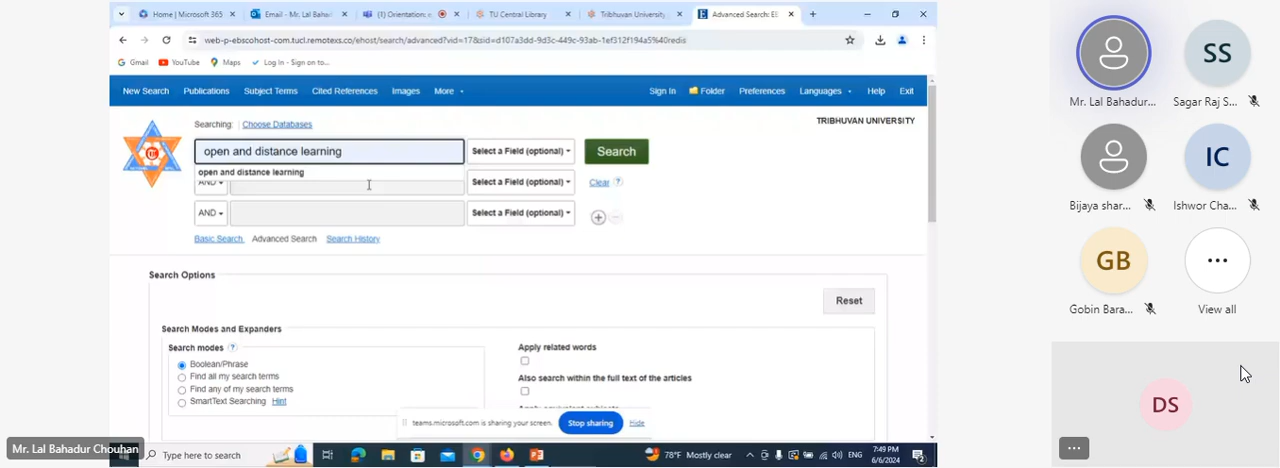 Home | Microsoft 365
Email - Mr. Lal Bahad
(1) Orientation: e
TU Central Library
Tribhuvan University
Advanced Search: EB
web-p-ebscohost-com.tucl.remotexs.co/ehost/search/advanced?vid=17&sid=d107a3dd-9d3c-449c-93ab-1ef312f194a5%40redis
Gmail
YouTube
Maps
Log In - Sign on to...
New Search
Publications
Subject Terms
Cited References
Images
More
Sign In
Folder
Preferences
Languages
Help
Exit
Searching: Choose Databases
TRIBHUVAN UNIVERSITY
open and distance learning
Select a Field (optional)
Search
open and distance learning
AND
Select a Field (optional)
Clear ?
AND
Select a Field (optional)
Basic Search
Advanced Search
Search History
Search Options
Reset
Search Modes and Expanders
Search modes ?
Boolean/Phrase
Find all my search terms
Find any of my search terms
SmartText Searching Hint
Apply related words
Also search within the full text of the articles
Apply equivalent subjects
teams.microsoft.com is sharing your screen.
Stop sharing
Hide
Type here to search
78°F Mostly clear
7:49 PM
6/6/2024
Mr. Lal Bahadur Chouhan
Mr. Lal Bahadur...
SS
Sagar Raj S...
Bijaya shar...
IC
Ishwor Cha...
GB
Gobin Bara...
...
View all
DS
...